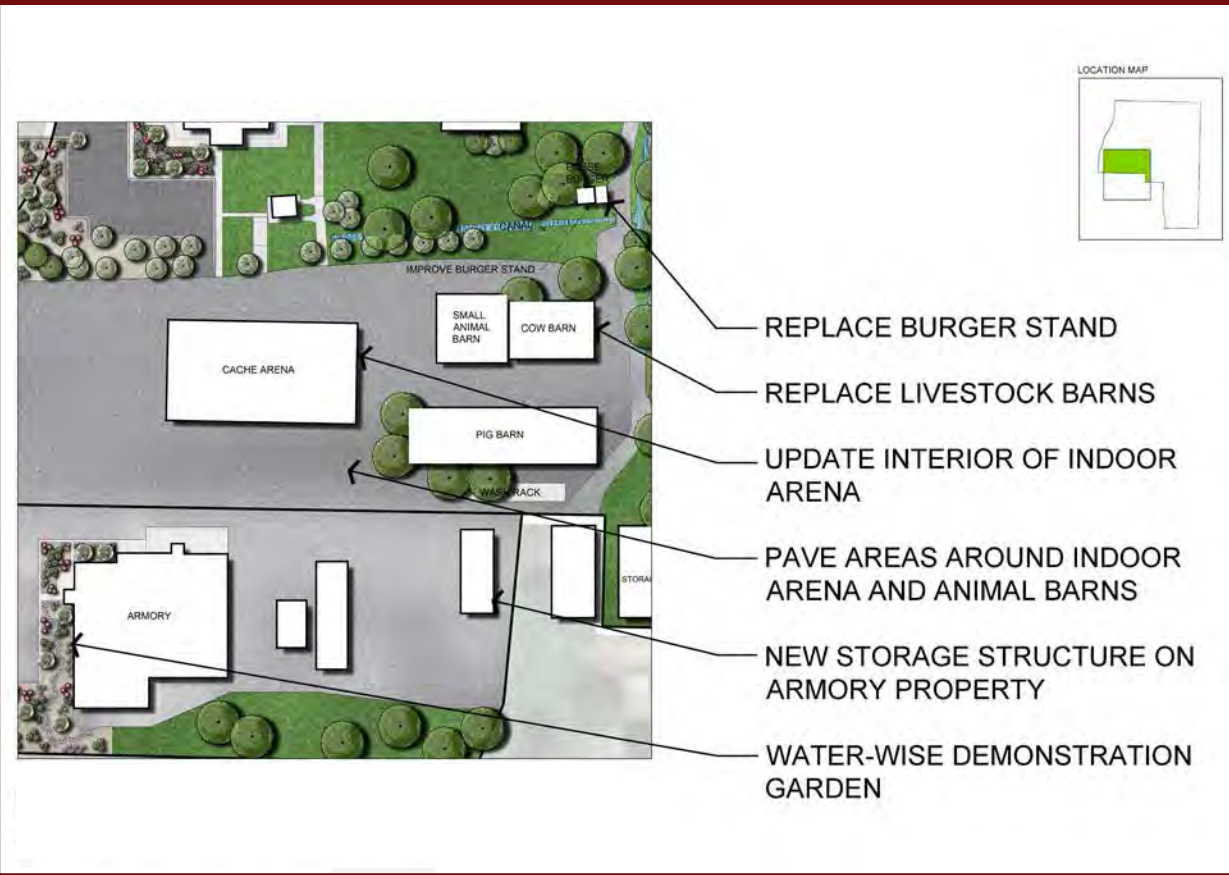 LOCATION MAP
BURGER
CANAL
IMPROVE BURGER STAND
SMALL
ANIMAL
BARN
COW BARN
CACHE ARENA
PIG BARN
WASH RACK
ARMORY
REPLACE BURGER STAND
REPLACE LIVESTOCK BARNS
UPDATE INTERIOR OF INDOOR
ARENA
PAVE AREAS AROUND INDOOR
ARENA AND ANIMAL BARNS
NEW STORAGE STRUCTURE ON
ARMORY PROPERTY
WATER-WISE DEMONSTRATION
GARDEN